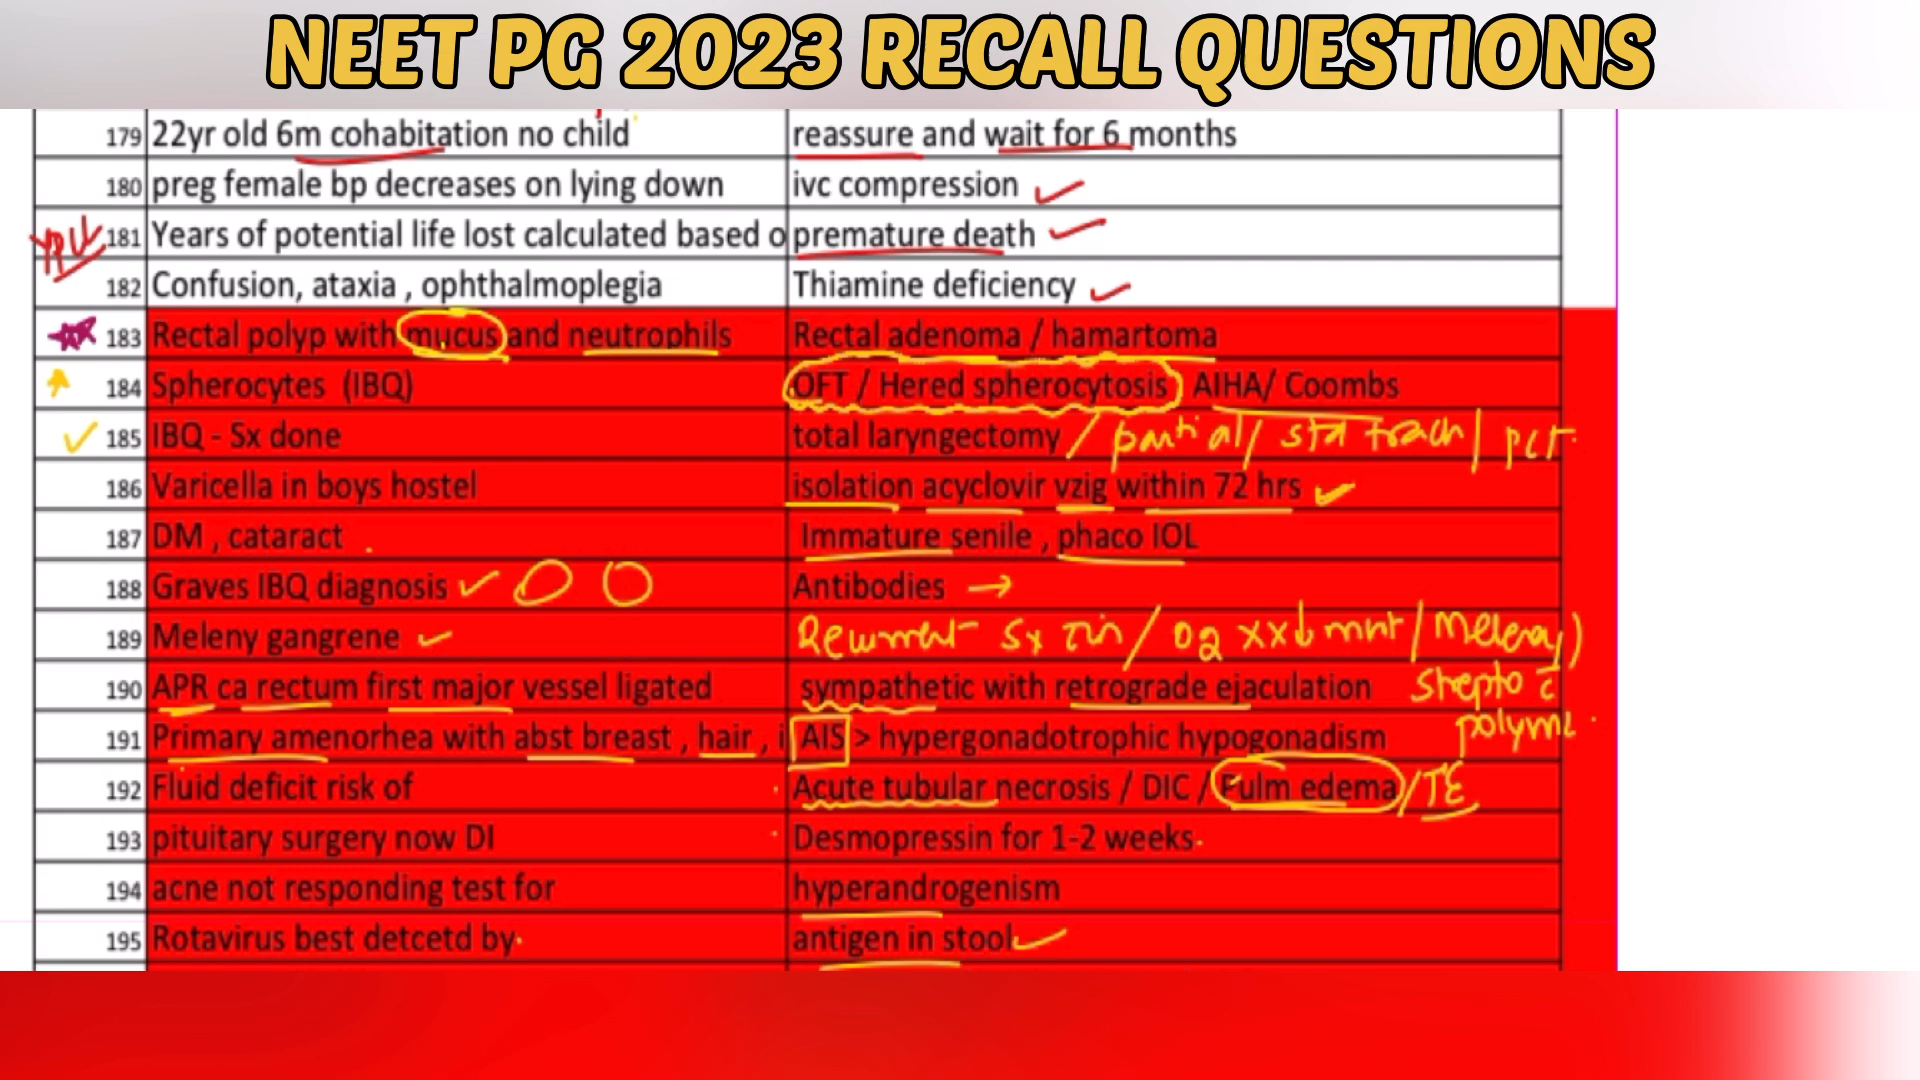 NEET PG 2023 RECALL QUESTIONS
179 22yr old 6m cohabitation no child reassure and wait for 6 months
180 preg female bp decreases on lying down ivc compression
YPLL 181 Years of potential life lost calculated based o premature death
182 Confusion, ataxia , ophthalmoplegia Thiamine deficiency
183 Rectal polyp with mucus and neutrophils Rectal adenoma / hamartoma
184 Spherocytes (IBQ) OFT / Hered spherocytosis AIHA/ Coombs
185 IBQ - Sx done total laryngectomy / partial /
186 Varicella in boys hostel isolation acyclovir vzig within 72 hrs
187 DM , cataract Immature senile , phaco IOL
188 Graves IBQ diagnosis Antibodies →
189 Meleny gangrene
190 APR ca rectum first major vessel ligated sympathetic with retrograde ejaculation strepto c̄
191 Primary amenorhea with abst breast , hair , i AIS > hypergonadotrophic hypogonadism
192 Fluid deficit risk of Acute tubular necrosis / DIC / Pulm edema / TE
193 pituitary surgery now DI Desmopressin for 1-2 weeks
194 acne not responding test for hyperandrogenism
195 Rotavirus best detcetd by antigen in stool